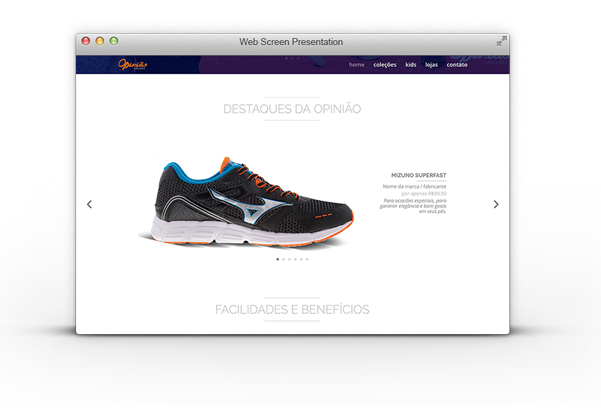 Web Screen Presentation
Opinião
home coleções kids lojas contato
DESTAQUES DA OPINIÃO
MIZUNO SUPERFAST
Nome da marca / fabricante
por apenas R$99,90
Para acasiões especiais, para
garantir elegância e bom gosto
em seus pés.
FACILIDADES E BENEFÍCIOS